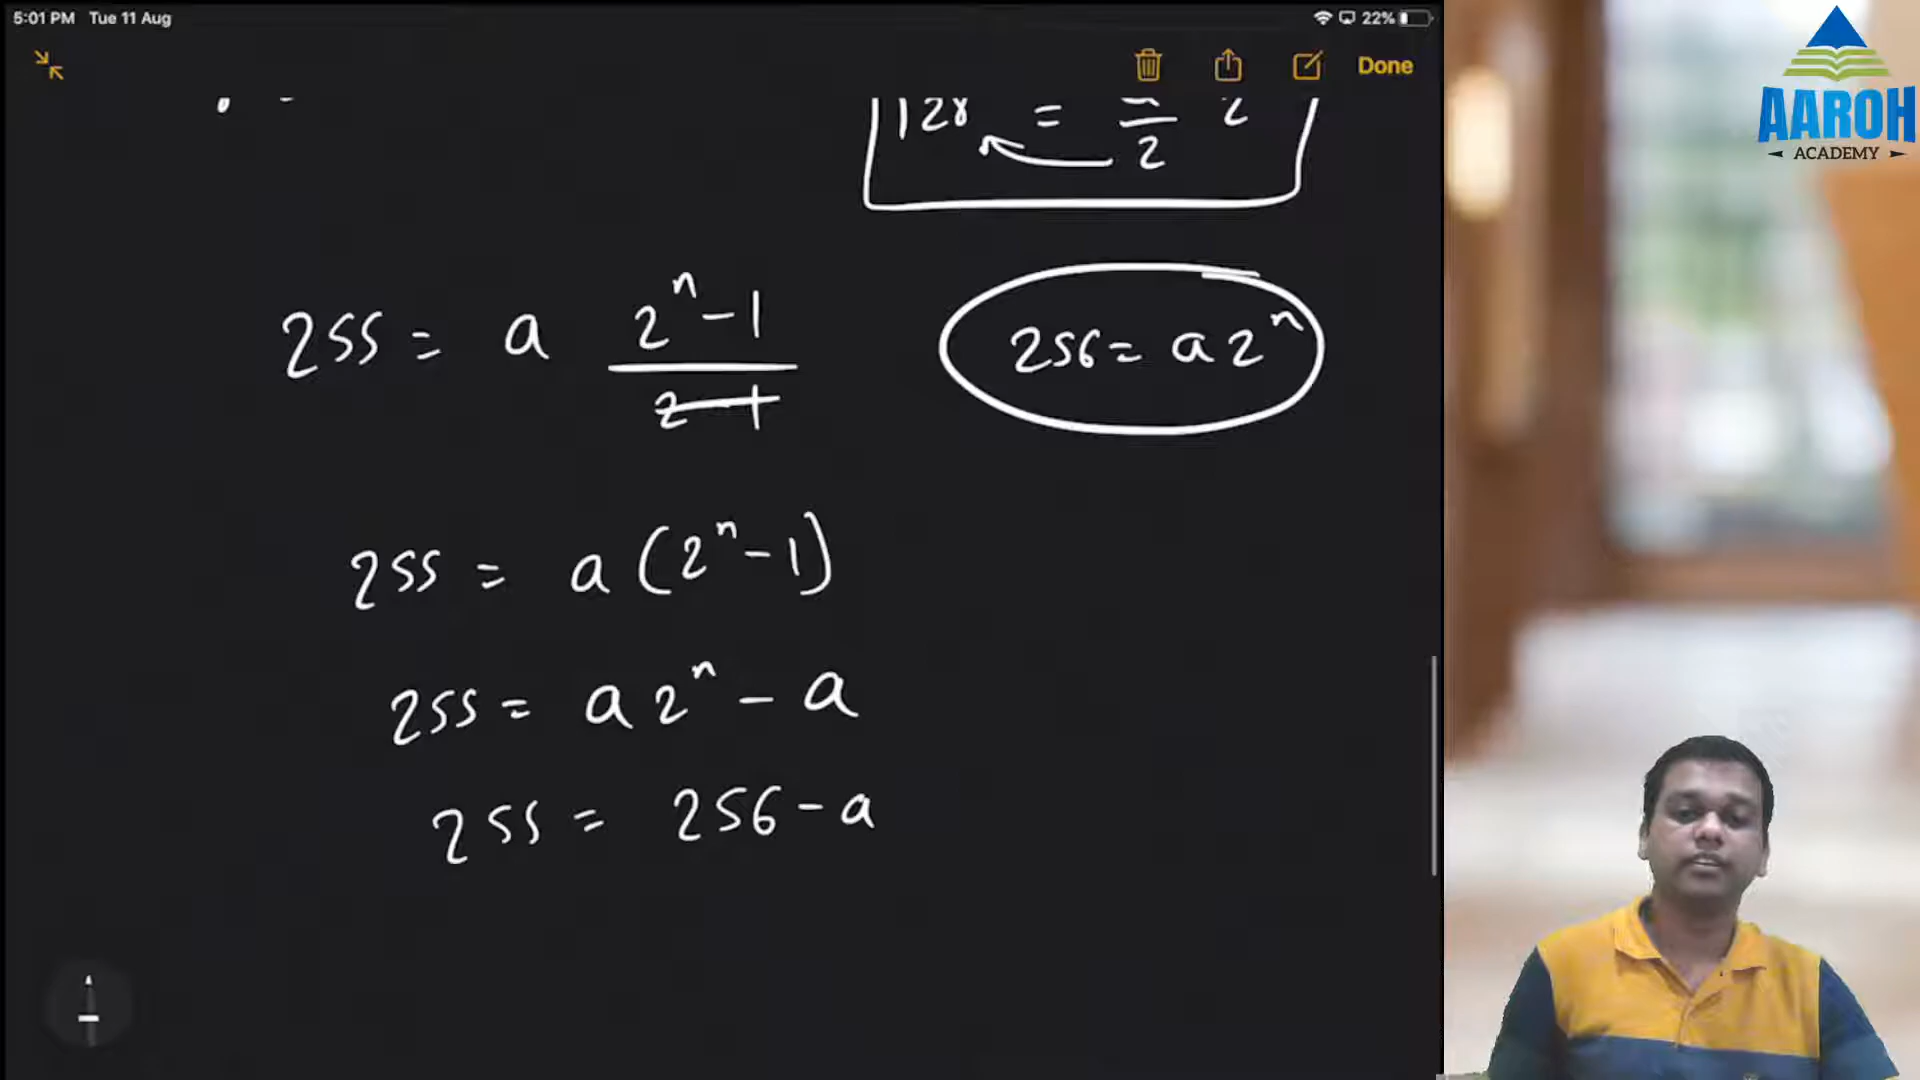 5:01 PM Tue 11 Aug
22%
Done
AAROH
ACADEMY
128 = 2
2
255 = a 2^n - 1
2 - 1
256 = a 2^n
255 = a (2^n - 1)
255 = a 2^n - a
255 = 256 - a